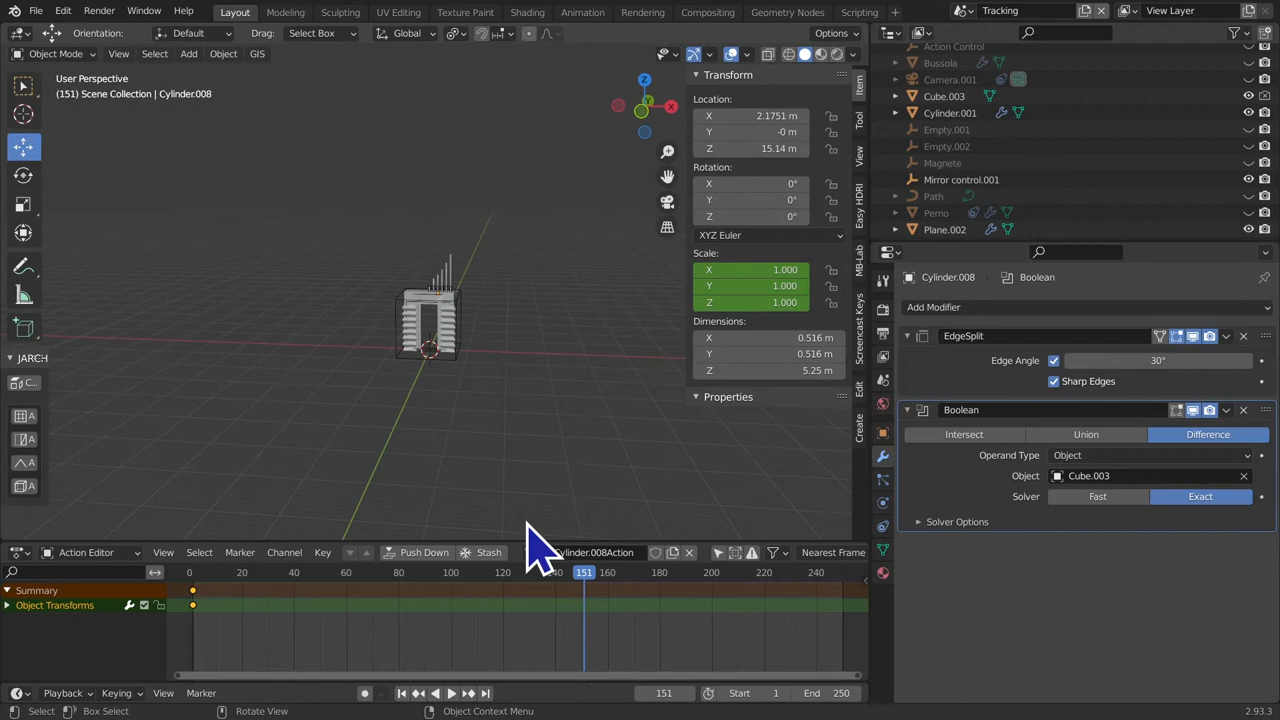 File Edit Render Window Help Layout Modeling Sculpting UV Editing Texture Paint Shading Animation Rendering Compositing Geometry Nodes Scripting + Tracking View Layer
Orientation: Default Drag: Select Box Global Options
Object Mode View Select Add Object GIS
User Perspective
(151) Scene Collection | Cylinder.008
Z
X
JARCH
C...
A
A
A
A
Transform
Location:
X 2.1751 m
Y -0 m
Z 15.14 m
Rotation:
X 0°
Y 0°
Z 0°
XYZ Euler
Scale:
X 1.000
Y 1.000
Z 1.000
Dimensions:
X 0.516 m
Y 0.516 m
Z 5.25 m
Properties
Item
Tool
View
Easy HDRI
MB-Lab
Screencast Keys
Edit
Create
Action Control
Bussola
Camera.001
Cube.003
Cylinder.001
Empty.001
Empty.002
Magnete
Mirror control.001
Path
Perno
Plane.002
Cylinder.008 Boolean
Add Modifier
EdgeSplit
Edge Angle 30°
Sharp Edges
Boolean
Intersect Union Difference
Operand Type Object
Object Cube.003
Solver Fast Exact
Solver Options
Action Editor View Select Marker Channel Key Push Down Stash Cylinder.008Action Nearest Frame
0 20 40 60 80 100 120 140 151 160 180 200 220 240
Summary
Object Transforms
Playback Keying View Marker 151 Start 1 End 250
Select Box Select Rotate View Object Context Menu 2.93.3